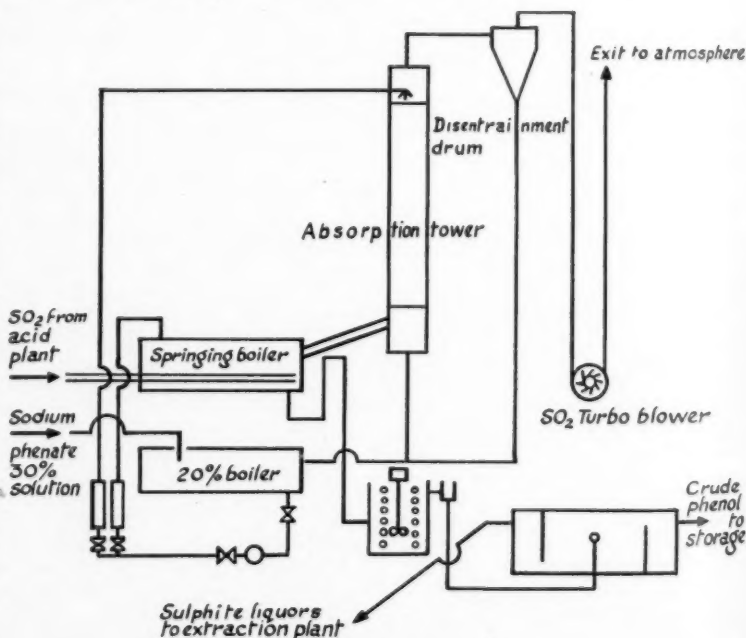 Exit to atmosphere
Disentrainment
drum
Absorption tower
SO2 from
acid
plant
Springing boiler
SO2 Turbo blower
Sodium
phenate
30%
solution
20% boiler
Crude
phenol
to
storage
Sulphite liquors
to extraction plant